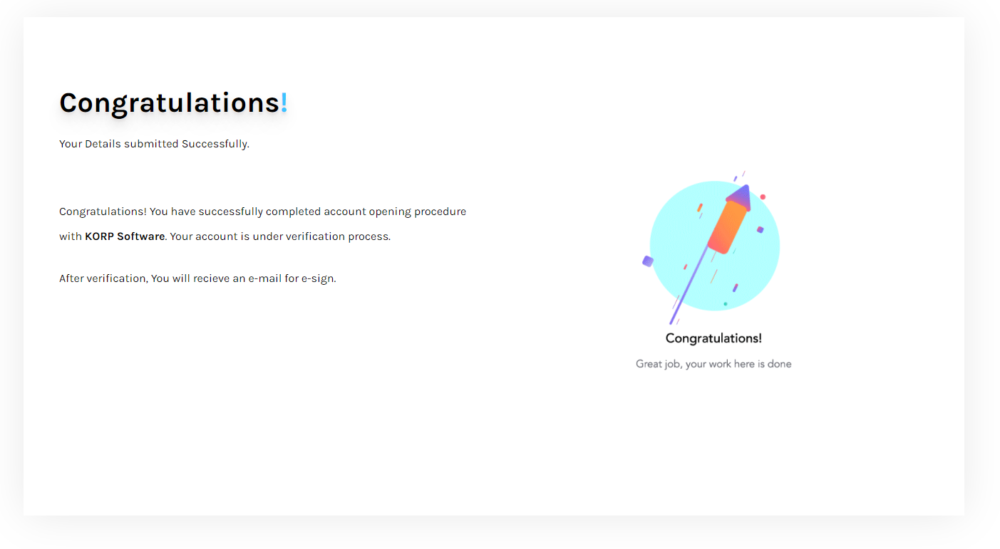 Congratulations!
Your Details submitted Successfully.
Congratulations! You have successfully completed account opening procedure
with KORP Software. Your account is under verification process.
After verification, You will recieve an e-mail for e-sign.
Congratulations!
Great job, your work here is done